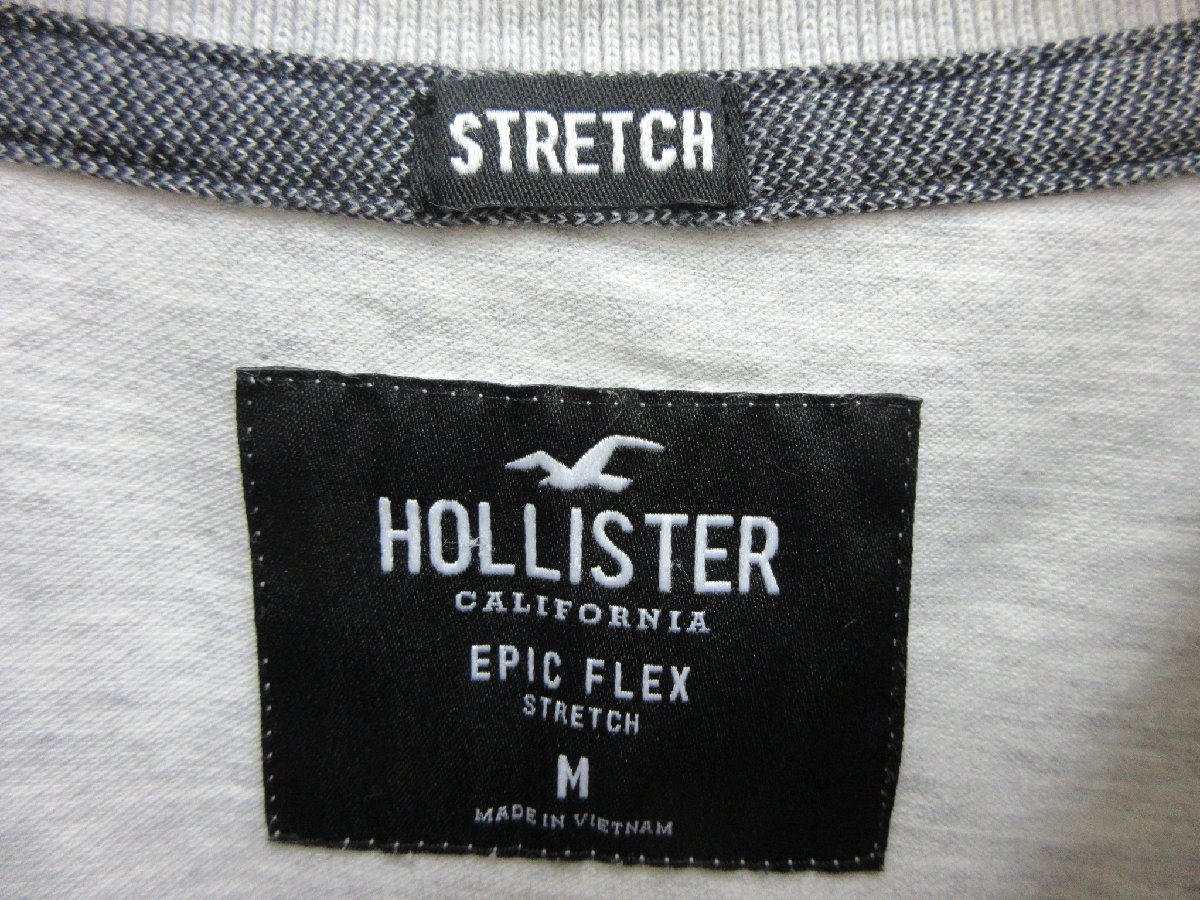 STRETCH
HOLLISTER
CALIFORNIA
EPIC FLEX
STRETCH
M
MADE IN VIETNAM